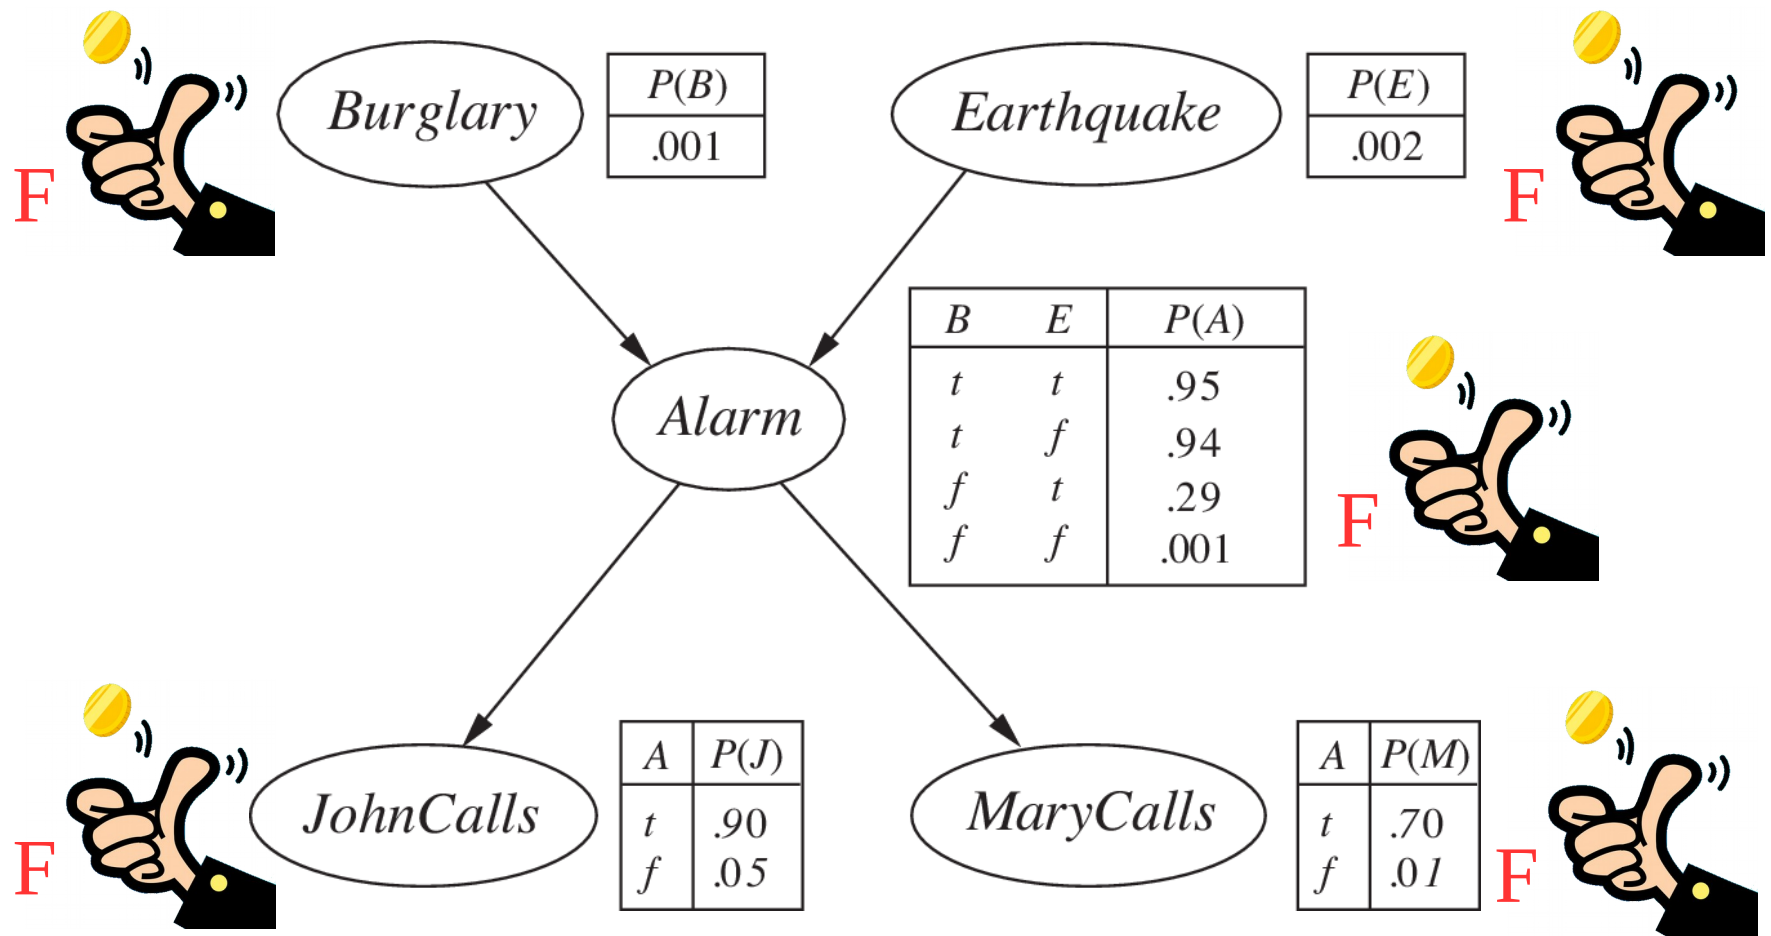 Burglary
P(B)
.001
Earthquake
P(E)
.002
F
F
B E P(A)
t t .95
t f .94
f t .29
f f .001
Alarm
F
JohnCalls
A P(J)
t .90
f .05
MaryCalls
A P(M)
t .70
f .01
F
F